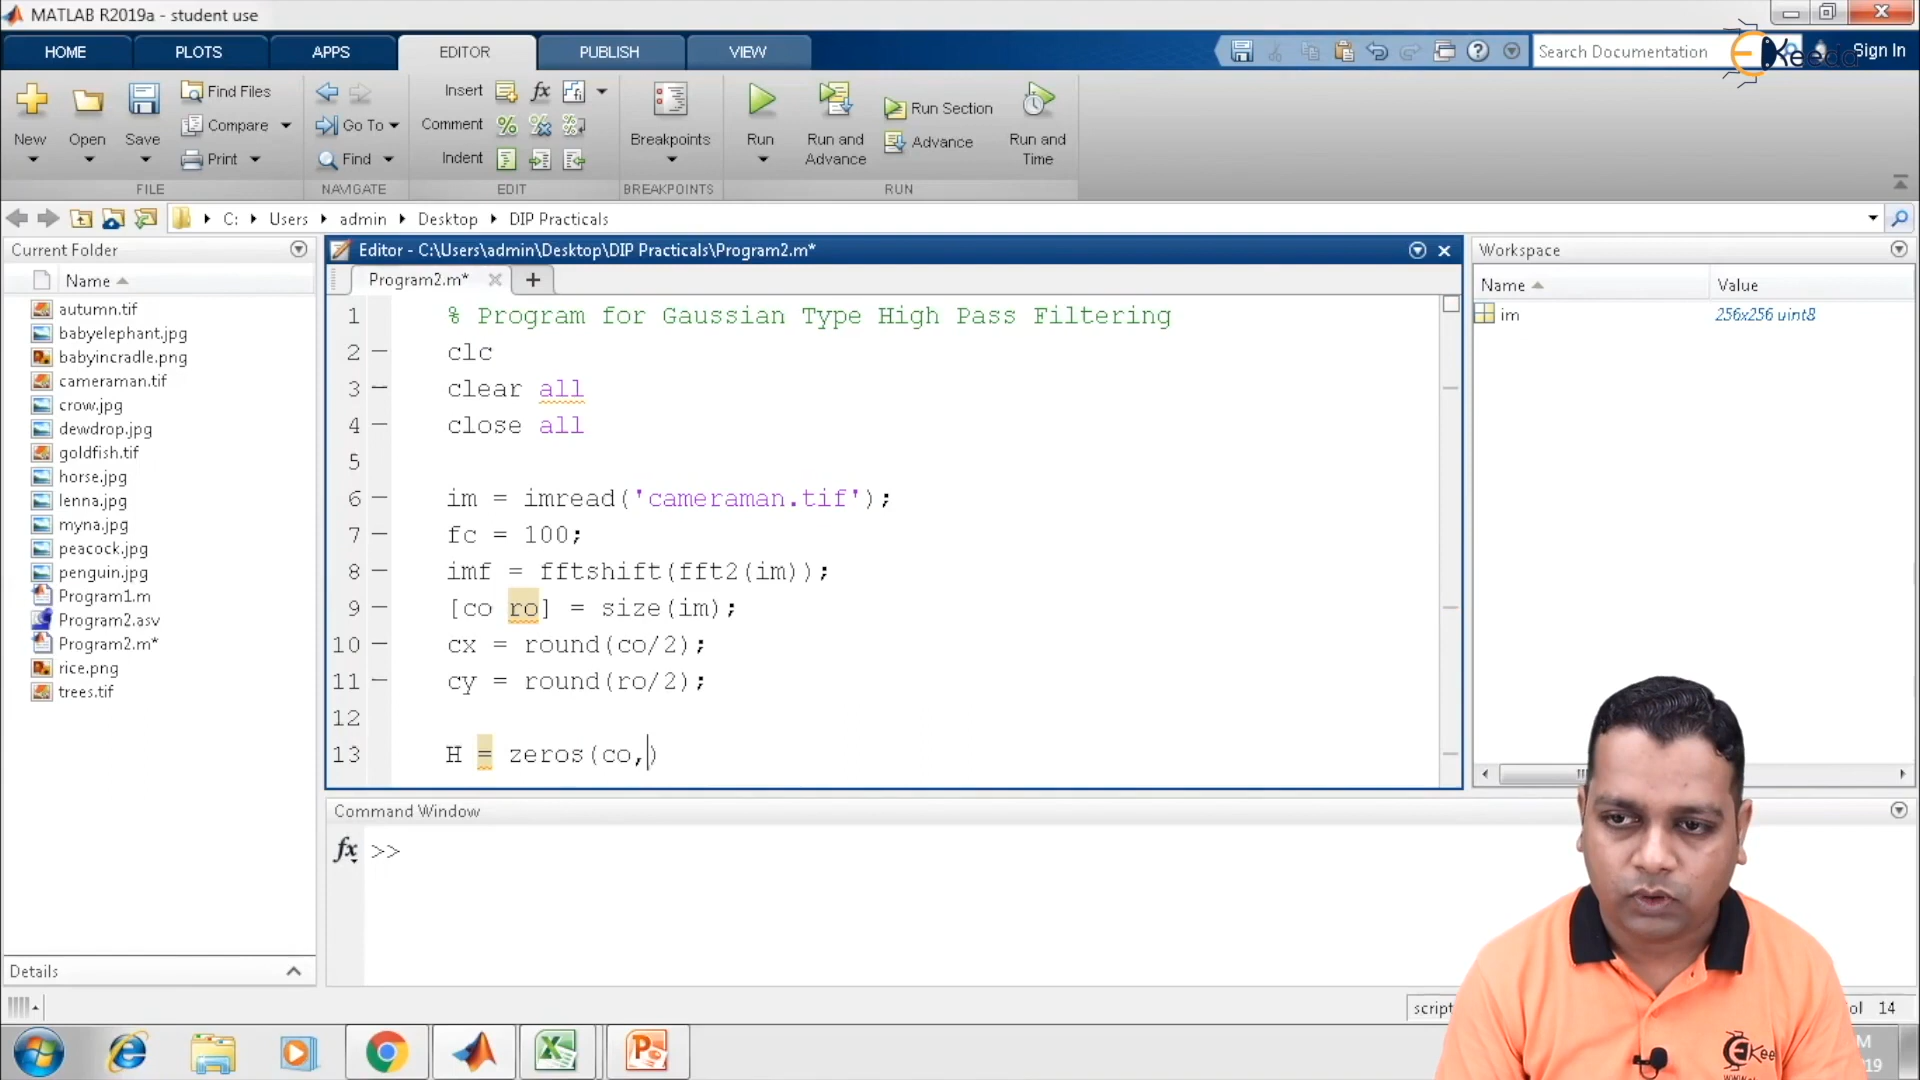 MATLAB R2019a - student use
HOME
PLOTS
APPS
EDITOR
PUBLISH
VIEW
Search Documentation
Sign In
New
Open
Save
Find Files
Compare
Print
FILE
Go To
Find
NAVIGATE
Insert
Comment
Indent
EDIT
Breakpoints
BREAKPOINTS
Run
Run and Advance
Run Section
Advance
Run and Time
RUN
C: Users admin Desktop DIP Practicals
Current Folder
Name
autumn.tif
babyelephant.jpg
babyincradle.png
cameraman.tif
crow.jpg
dewdrop.jpg
goldfish.tif
horse.jpg
lenna.jpg
myna.jpg
peacock.jpg
penguin.jpg
Program1.m
Program2.asv
Program2.m*
rice.png
trees.tif
Details
Editor - C:\Users\admin\Desktop\DIP Practicals\Program2.m*
Program2.m*
1 % Program for Gaussian Type High Pass Filtering
2 clc
3 clear all
4 close all
5
6 im = imread('cameraman.tif');
7 fc = 100;
8 imf = fftshift(fft2(im));
9 [co ro] = size(im);
10 cx = round(co/2);
11 cy = round(ro/2);
12
13 H = zeros(co,)
Workspace
Name Value
im 256x256 uint8
Command Window
fx >>
script
ol 14